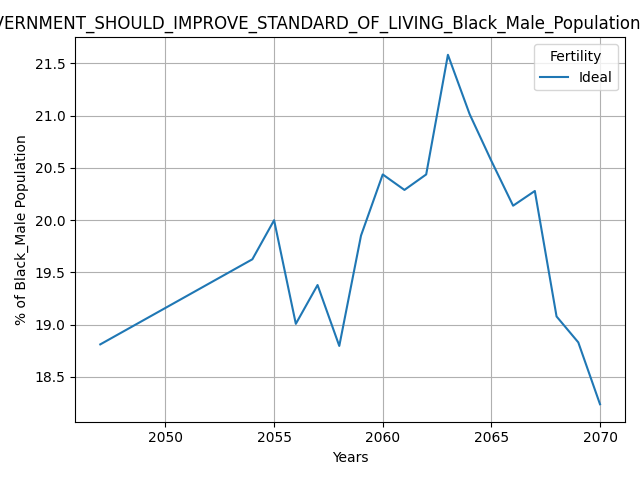 VERNMENT_SHOULD_IMPROVE_STANDARD_OF_LIVING_Black_Male_Population
Fertility
Ideal
% of Black_Male Population
21.5
21.0
20.5
20.0
19.5
19.0
18.5
2050 2055 2060 2065 2070
Years